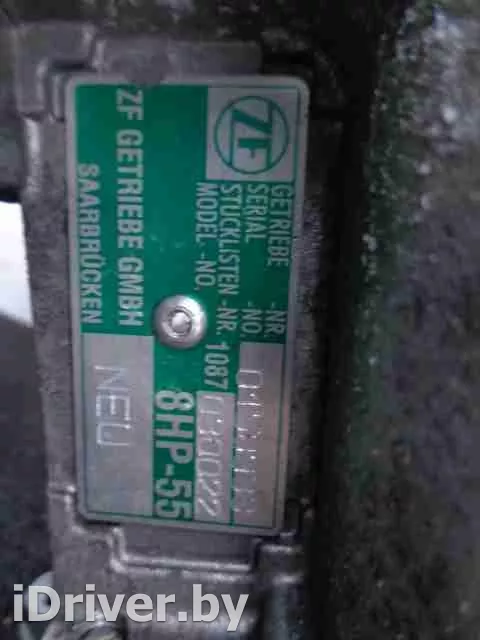 ZF
GETRIEBE -NR.
SERIAL -NO.
STUCKLISTEN -NR. 1087
MODEL. -NO. 030022
ZF GETRIEBE GMBH 8HP-55
SAARBRÜCKEN NEU
iDriver.by